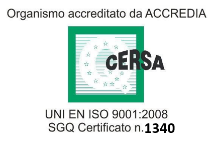 Organismo accreditato da ACCREDIA
CERSA
UNI EN ISO 9001:2008
SGQ Certificato n.1340